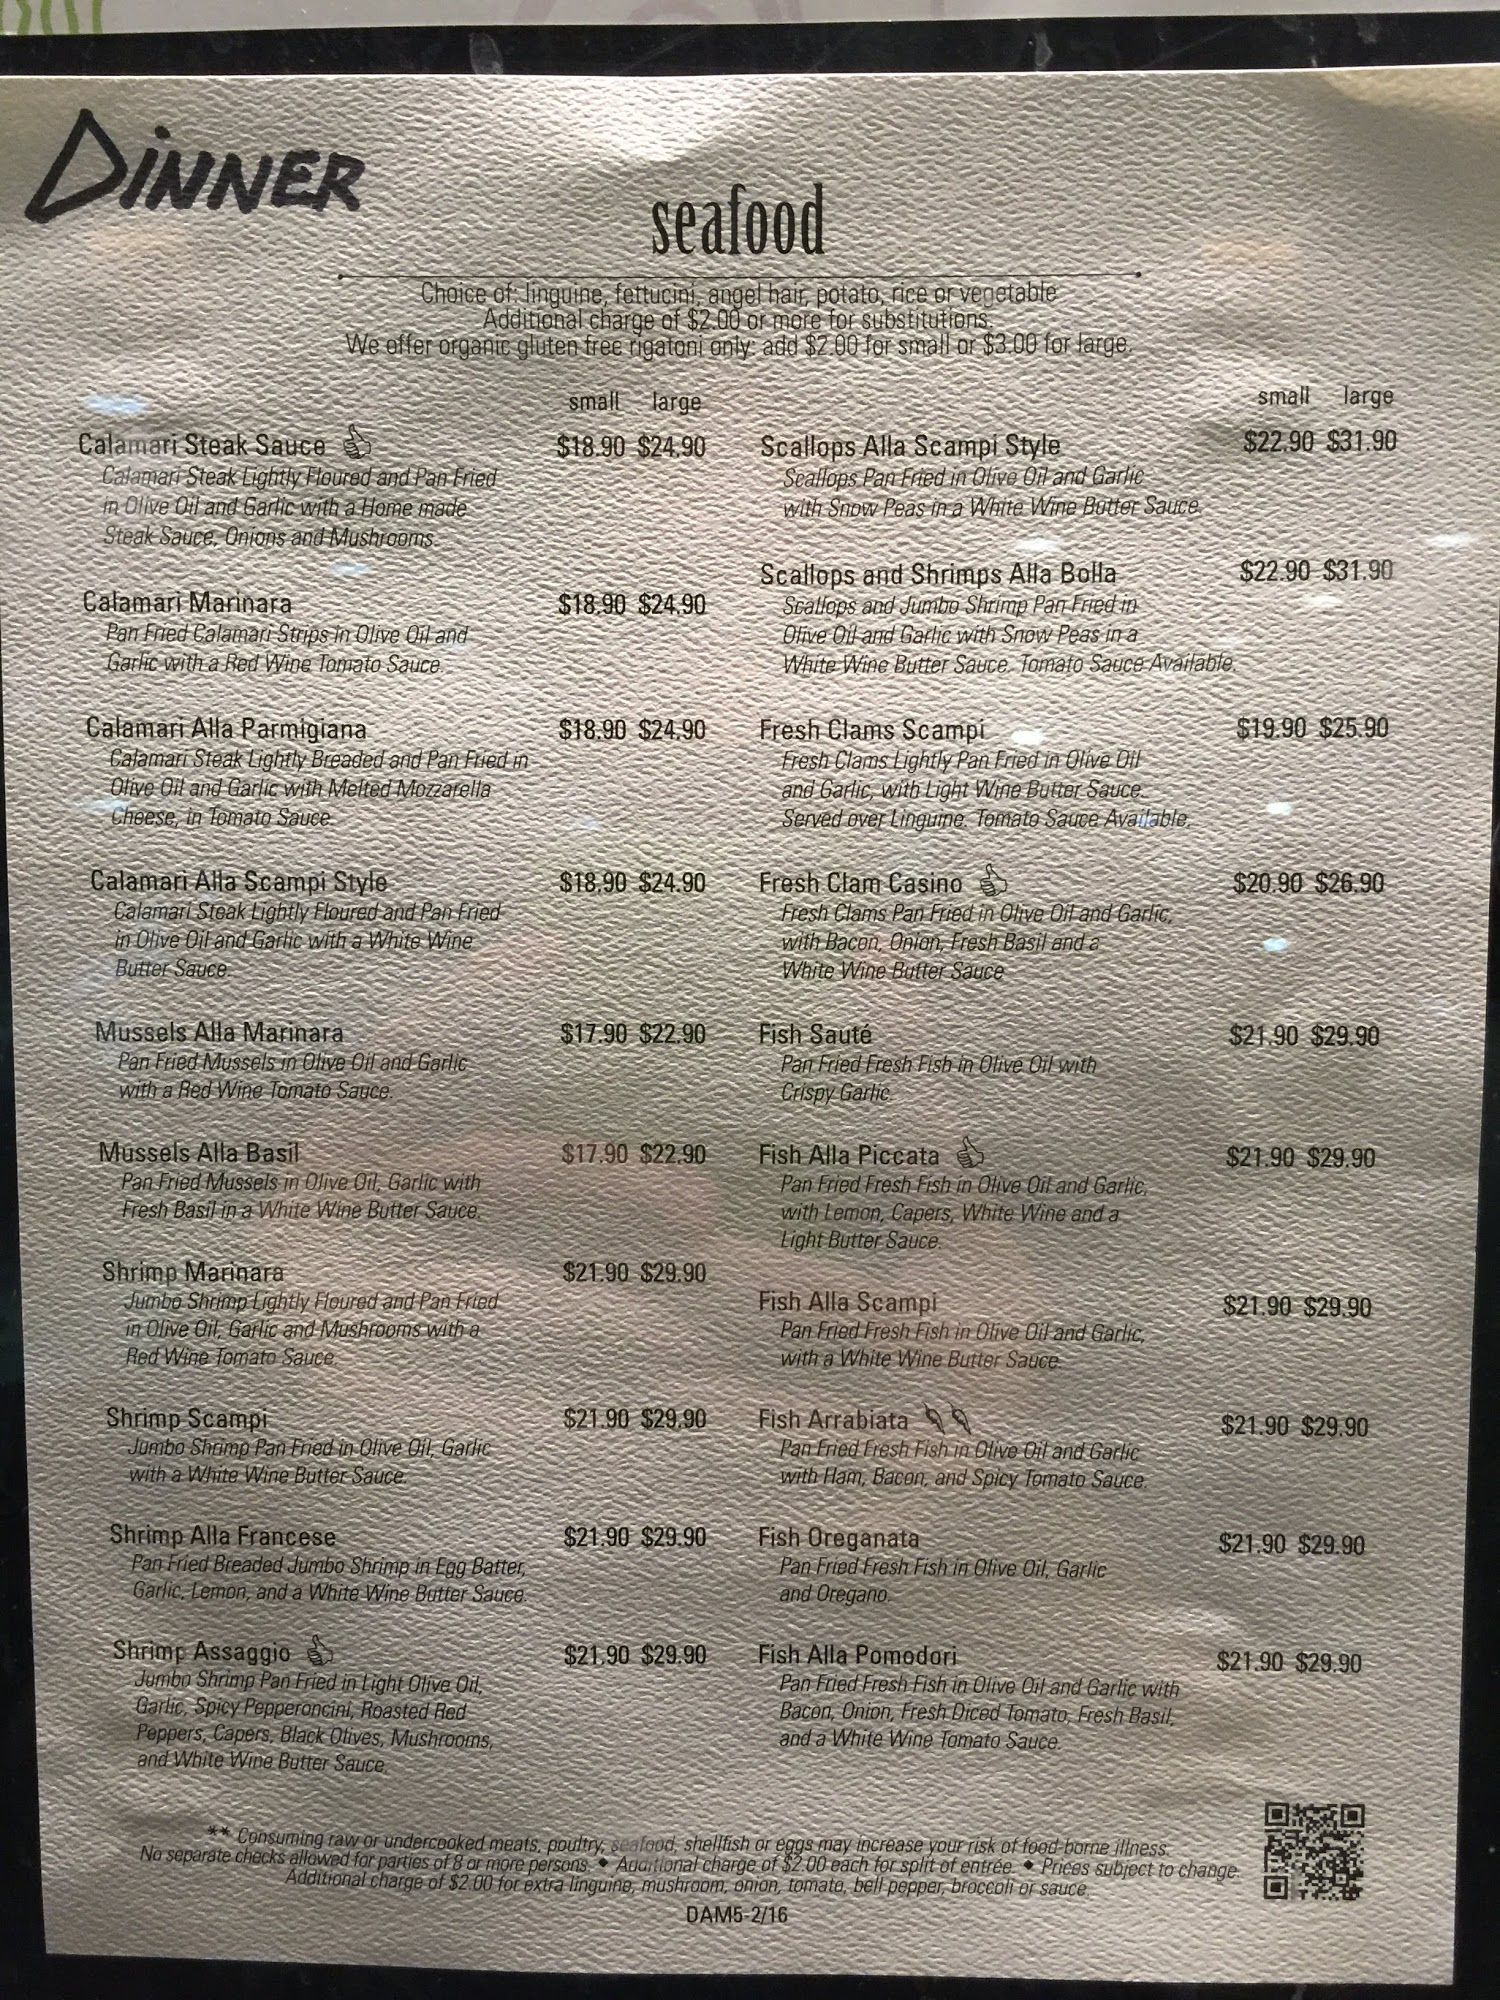 DINNER
seafood
Choice of: linguine, fettucini, angel hair, potato, rice or vegetable
Additional charge of $2.00 or more for substitutions.
We offer organic gluten free rigatoni only: add $2.00 for small or $3.00 for large.
small large
Calamari Steak Sauce $18.90 $24.90
Calamari Steak Lightly Floured and Pan Fried
in Olive Oil and Garlic with a Home made
Steak Sauce, Onions and Mushrooms.
Calamari Marinara $18.90 $24.90
Pan Fried Calamari Strips in Olive Oil and
Garlic with a Red Wine Tomato Sauce.
Calamari Alla Parmigiana $18.90 $24.90
Calamari Steak Lightly Breaded and Pan Fried in
Olive Oil and Garlic with Melted Mozzarella
Cheese, in Tomato Sauce.
Calamari Alla Scampi Style $18.90 $24.90
Calamari Steak Lightly Floured and Pan Fried
in Olive Oil and Garlic with a White Wine
Butter Sauce.
Mussels Alla Marinara $17.90 $22.90
Pan Fried Mussels in Olive Oil and Garlic
with a Red Wine Tomato Sauce.
Mussels Alla Basil $17.90 $22.90
Pan Fried Mussels in Olive Oil, Garlic with
Fresh Basil in a White Wine Butter Sauce.
Shrimp Marinara $21.90 $29.90
Jumbo Shrimp Lightly Floured and Pan Fried
in Olive Oil, Garlic and Mushrooms with a
Red Wine Tomato Sauce.
Shrimp Scampi $21.90 $29.90
Jumbo Shrimp Pan Fried in Olive Oil, Garlic
with a White Wine Butter Sauce.
Shrimp Alla Francese $21.90 $29.90
Pan Fried Breaded Jumbo Shrimp in Egg Batter,
Garlic, Lemon, and a White Wine Butter Sauce.
Shrimp Assaggio $21.90 $29.90
Jumbo Shrimp Pan Fried in Light Olive Oil,
Garlic, Spicy Pepperoncini, Roasted Red
Peppers, Capers, Black Olives, Mushrooms,
and White Wine Butter Sauce.
small large
Scallops Alla Scampi Style $22.90 $31.90
Scallops Pan Fried in Olive Oil and Garlic
with Snow Peas in a White Wine Butter Sauce.
Scallops and Shrimps Alla Bolla $22.90 $31.90
Scallops and Jumbo Shrimp Pan Fried in
Olive Oil and Garlic with Snow Peas in a
White Wine Butter Sauce. Tomato Sauce Available.
Fresh Clams Scampi $19.90 $25.90
Fresh Clams Lightly Pan Fried in Olive Oil
and Garlic, with Light Wine Butter Sauce.
Served over Linguine. Tomato Sauce Available.
Fresh Clam Casino $20.90 $26.90
Fresh Clams Pan Fried in Olive Oil and Garlic,
with Bacon, Onion, Fresh Basil and a
White Wine Butter Sauce
Fish Sauté $21.90 $29.90
Pan Fried Fresh Fish in Olive Oil with
Crispy Garlic.
Fish Alla Piccata $21.90 $29.90
Pan Fried Fresh Fish in Olive Oil and Garlic,
with Lemon, Capers, White Wine and a
Light Butter Sauce.
Fish Alla Scampi $21.90 $29.90
Pan Fried Fresh Fish in Olive Oil and Garlic,
with a White Wine Butter Sauce.
Fish Arrabiata $21.90 $29.90
Pan Fried Fresh Fish in Olive Oil and Garlic
with Ham, Bacon, and Spicy Tomato Sauce.
Fish Oreganata $21.90 $29.90
Pan Fried Fresh Fish in Olive Oil, Garlic
and Oregano.
Fish Alla Pomodori $21.90 $29.90
Pan Fried Fresh Fish in Olive Oil and Garlic with
Bacon, Onion, Fresh Diced Tomato, Fresh Basil,
and a White Wine Tomato Sauce.
** Consuming raw or undercooked meats, poultry, seafood, shellfish or eggs may increase your risk of food-borne illness.
No separate checks allowed for parties of 8 or more persons. ◆ Additional charge of $2.00 each for split of entrée. ◆ Prices subject to change.
Additional charge of $2.00 for extra linguine, mushroom, onion, tomato, bell pepper, broccoli or sauce.
DAM5-2/16